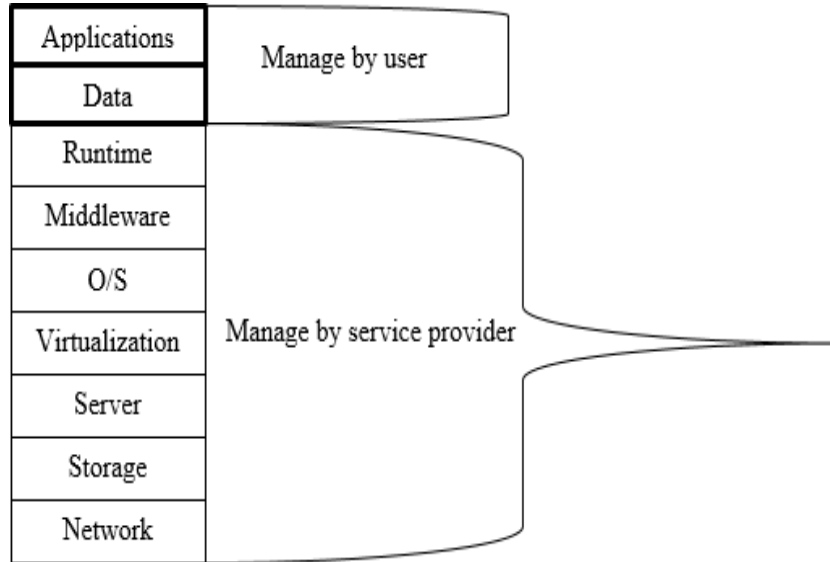 Applications
Manage by user
Data
Runtime
Middleware
O/S
Virtualization
Manage by service provider
Server
Storage
Network